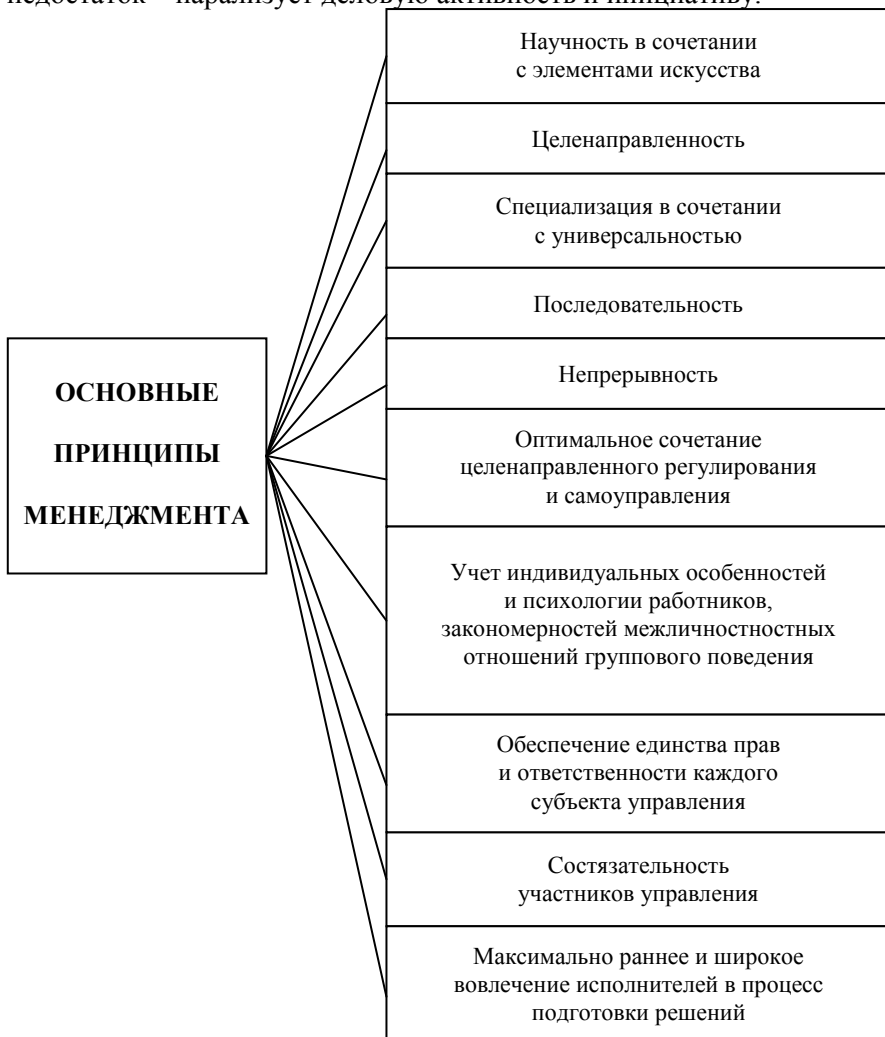 недостаток – парализует деловую активность и инициативу.
Научность в сочетании
с элементами искусства
Целенаправленность
Специализация в сочетании
с универсальностью
Последовательность
Непрерывность
Оптимальное сочетание
целенаправленного регулирования
и самоуправления
Учет индивидуальных особенностей
и психологии работников,
закономерностей межличностностных
отношений группового поведения
Обеспечение единства прав
и ответственности каждого
субъекта управления
Состязательность
участников управления
Максимально раннее и широкое
вовлечение исполнителей в процесс
подготовки решений
ОСНОВНЫЕ
ПРИНЦИПЫ
МЕНЕДЖМЕНТА